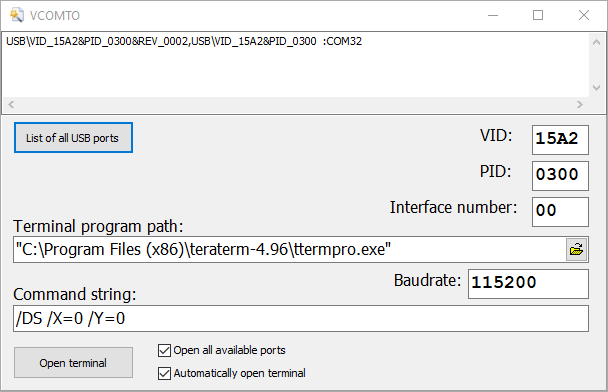 VCOMTO
USB\VID_15A2&PID_0300&REV_0002,USB\VID_15A2&PID_0300 :COM32
List of all USB ports
VID: 15A2
PID: 0300
Interface number: 00
Terminal program path:
"C:\Program Files (x86)\teraterm-4.96\ttermpro.exe"
Baudrate: 115200
Command string:
/DS /X=0 /Y=0
Open terminal
Open all available ports
Automatically open terminal